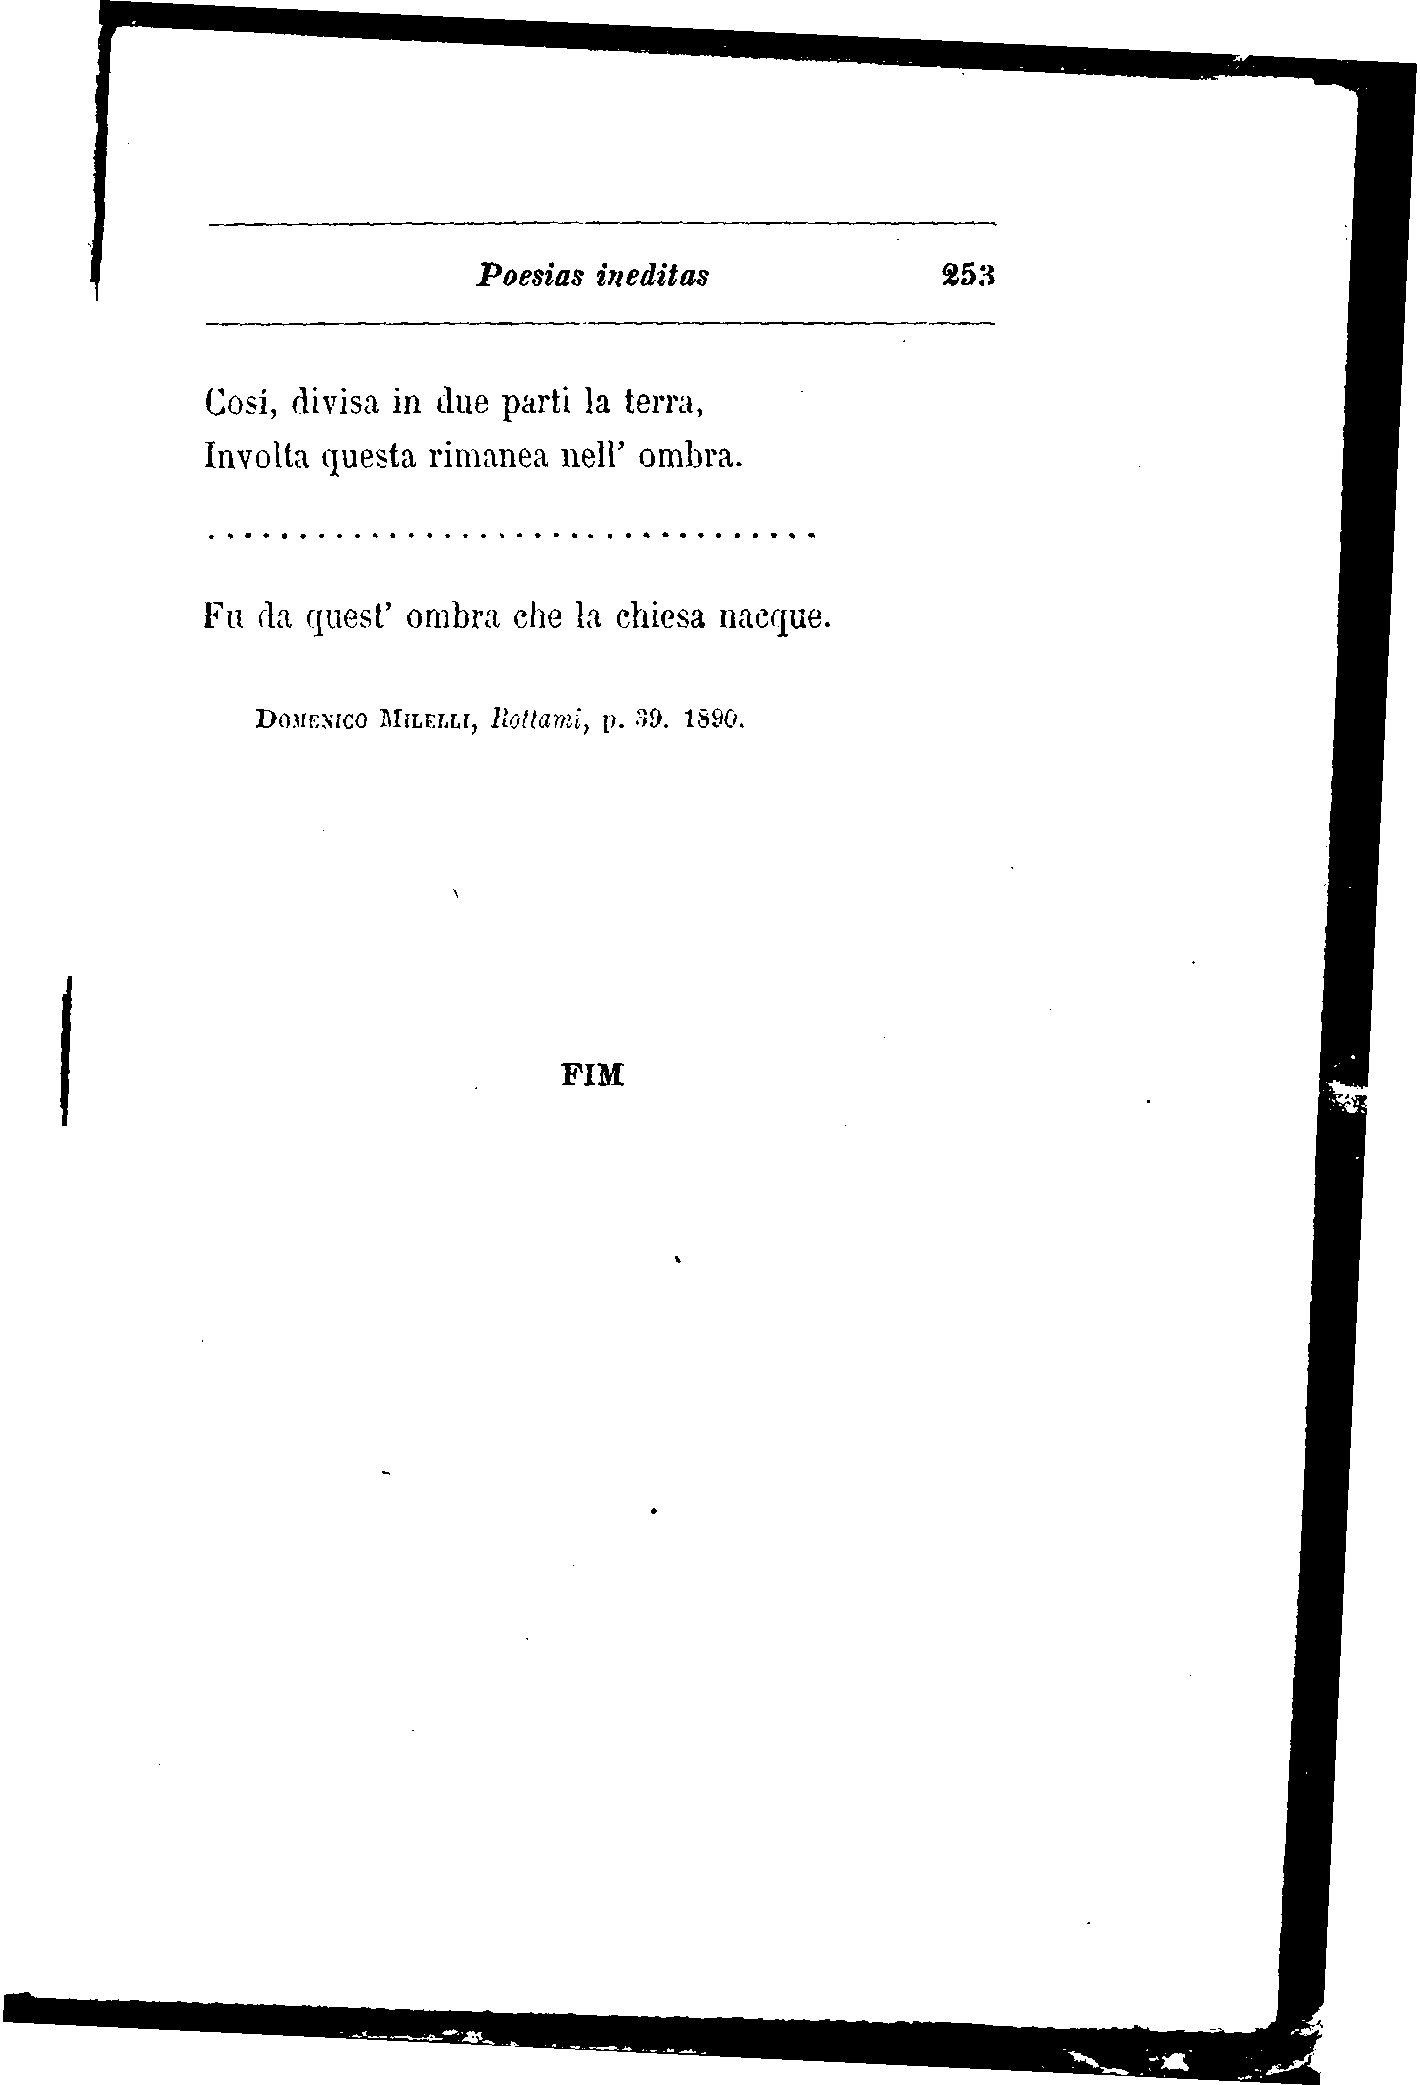 Poesias ineditas 253
Cosí, divisa in due parti la terra,
Involta questa rimanea nell' ombra.
..................................
Fu da quest' ombra che la chiesa nacque.
DOMENICO MILELLI, Rottami, p. 39. 1890.
FIM